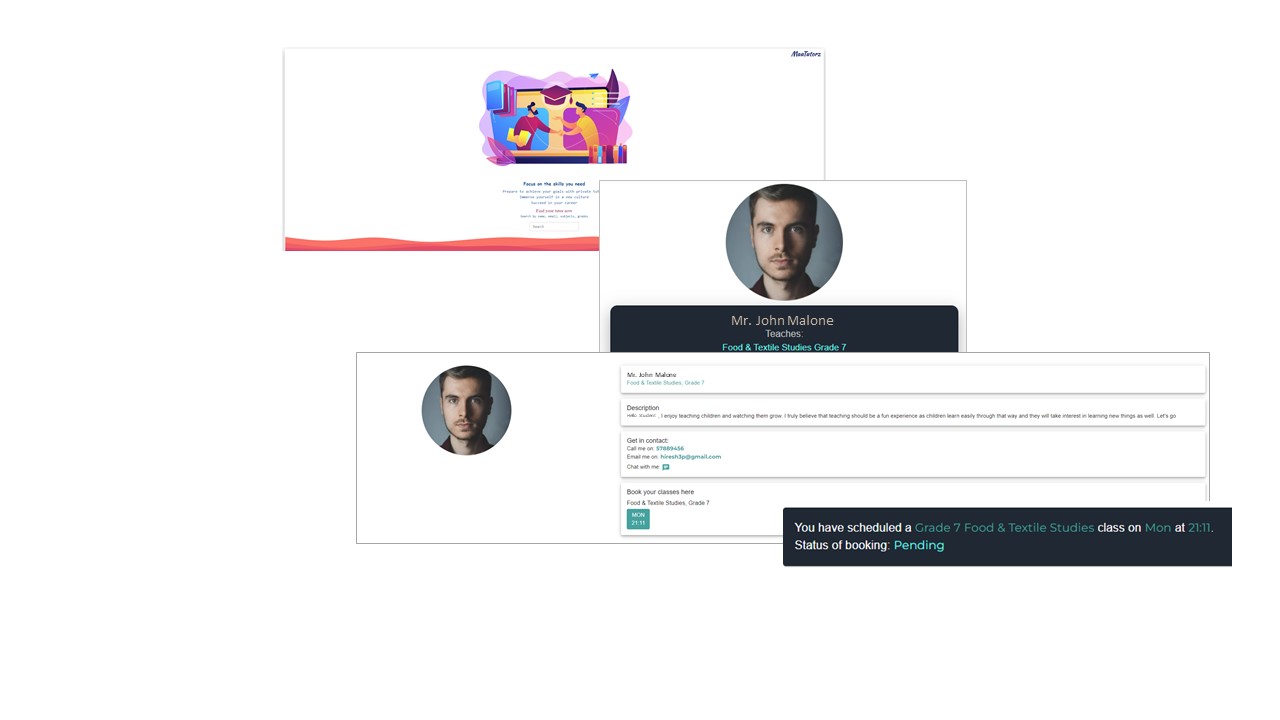 MauTutorz
Focus on the skills you need
Prepare to achieve your goals with private
Immerse yourself in a new culture
Succeed in your career
Find your tutor now
Search by name, email, subjects, grades
Search
Mr. John Malone
Teaches:
Food & Textile Studies Grade 7
Mr. John Malone
Food & Textile Studies, Grade 7
Description
Hello Student , I enjoy teaching children and watching them grow. I truly believe that teaching should be a fun experience as children learn easily through that way and they will take interest in learning new things as well .Let's go
Get in contact:
Call me on: 57889456
Email me on: hiresh3p@gmail.com
Chat with me:
Book your classes here
Food & Textile Studies, Grade 7
MON
21:11
You have scheduled a Grade 7 Food & Textile Studies class on Mon at 21:11.
Status of booking: Pending